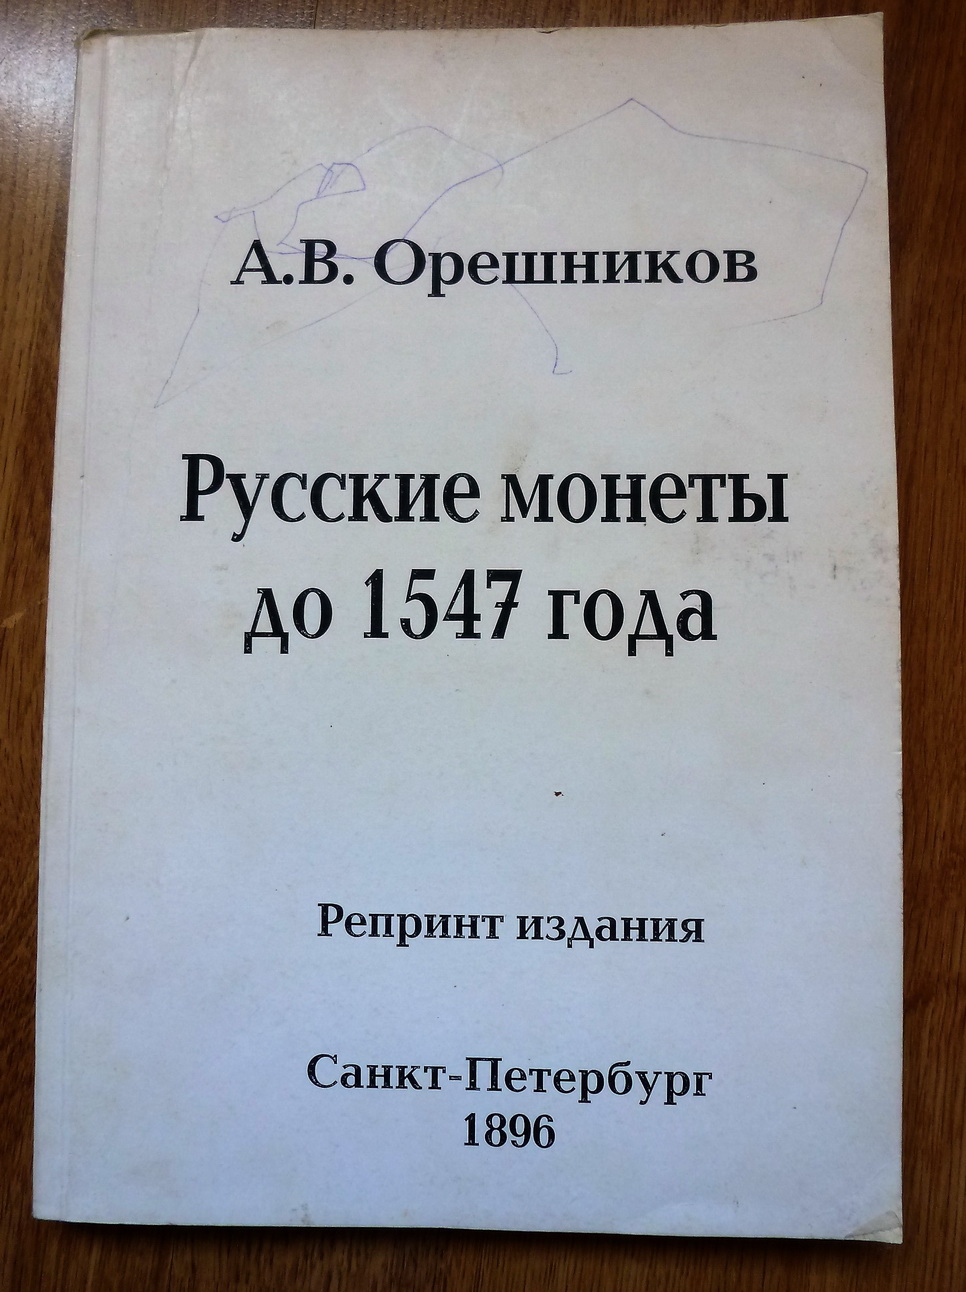 А.В. Орешников
Русские монеты
до 1547 года
Репринт издания
Санкт-Петербург
1896